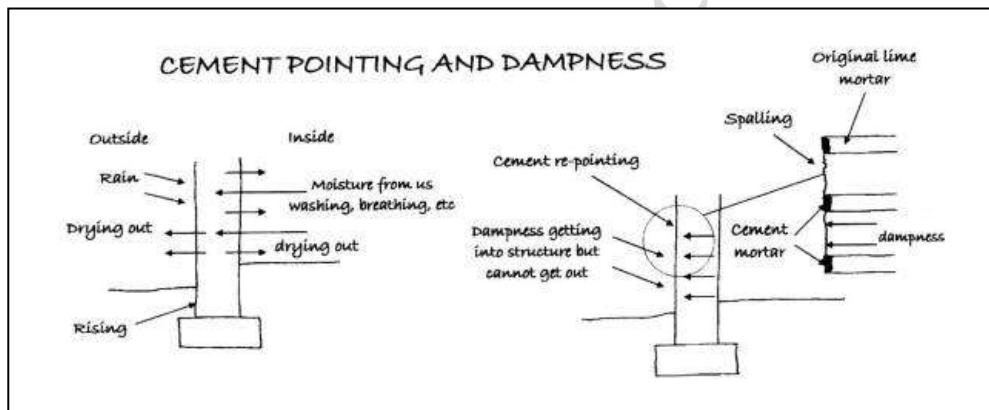 CEMENT POINTING AND DAMPNESS
Outside
Inside
Rain
Moisture from us
washing, breathing, etc
Drying out
drying out
Rising
Original lime
mortar
Spalling
Cement re-pointing
Dampness getting
into structure but
cannot get out
Cement
mortar
dampness